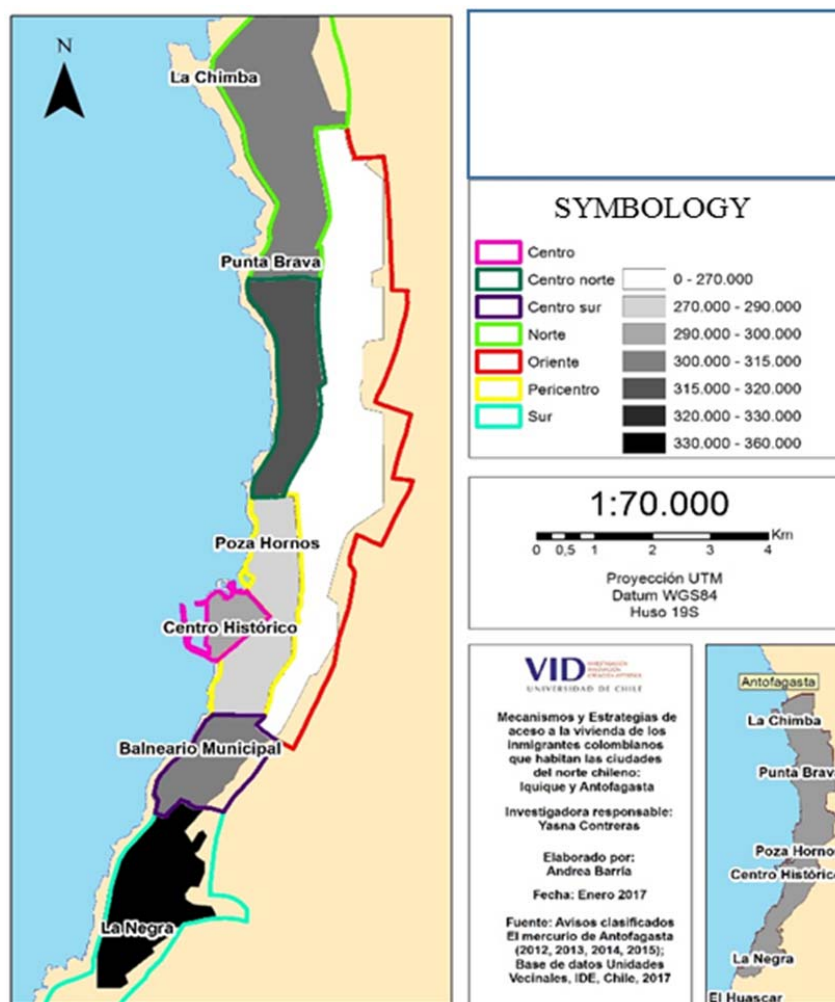 N
La Chimba
Punta Brava
Poza Hornos
Centro Histórico
Balneario Municipal
La Negra
SYMBOLOGY
Centro
Centro norte
Centro sur
Norte
Oriente
Pericentro
Sur
0 - 270.000
270.000 - 290.000
290.000 - 300.000
300.000 - 315.000
315.000 - 320.000
320.000 - 330.000
330.000 - 360.000
1:70.000
Km
0 0,5 1 2 3 4
Proyección UTM
Datum WGS84
Huso 19S
VID
UNIVERSIDAD DE CHILE
Mecanismos y Estrategias de
aceso a la vivienda de los
inmigrantes colombianos
que habitan las ciudades
del norte chileno:
Iquique y Antofagasta
Investigadora responsable:
Yasna Contreras
Elaborado por:
Andrea Barría
Fecha: Enero 2017
Fuente: Avisos clasificados
El mercurio de Antofagasta
(2012, 2013, 2014, 2015);
Base de datos Unidades
Vecinales, IDE, Chile, 2017
Antofagasta
La Chimba
Punta Brava
Poza Hornos
Centro Histórico
La Negra
El Huascar